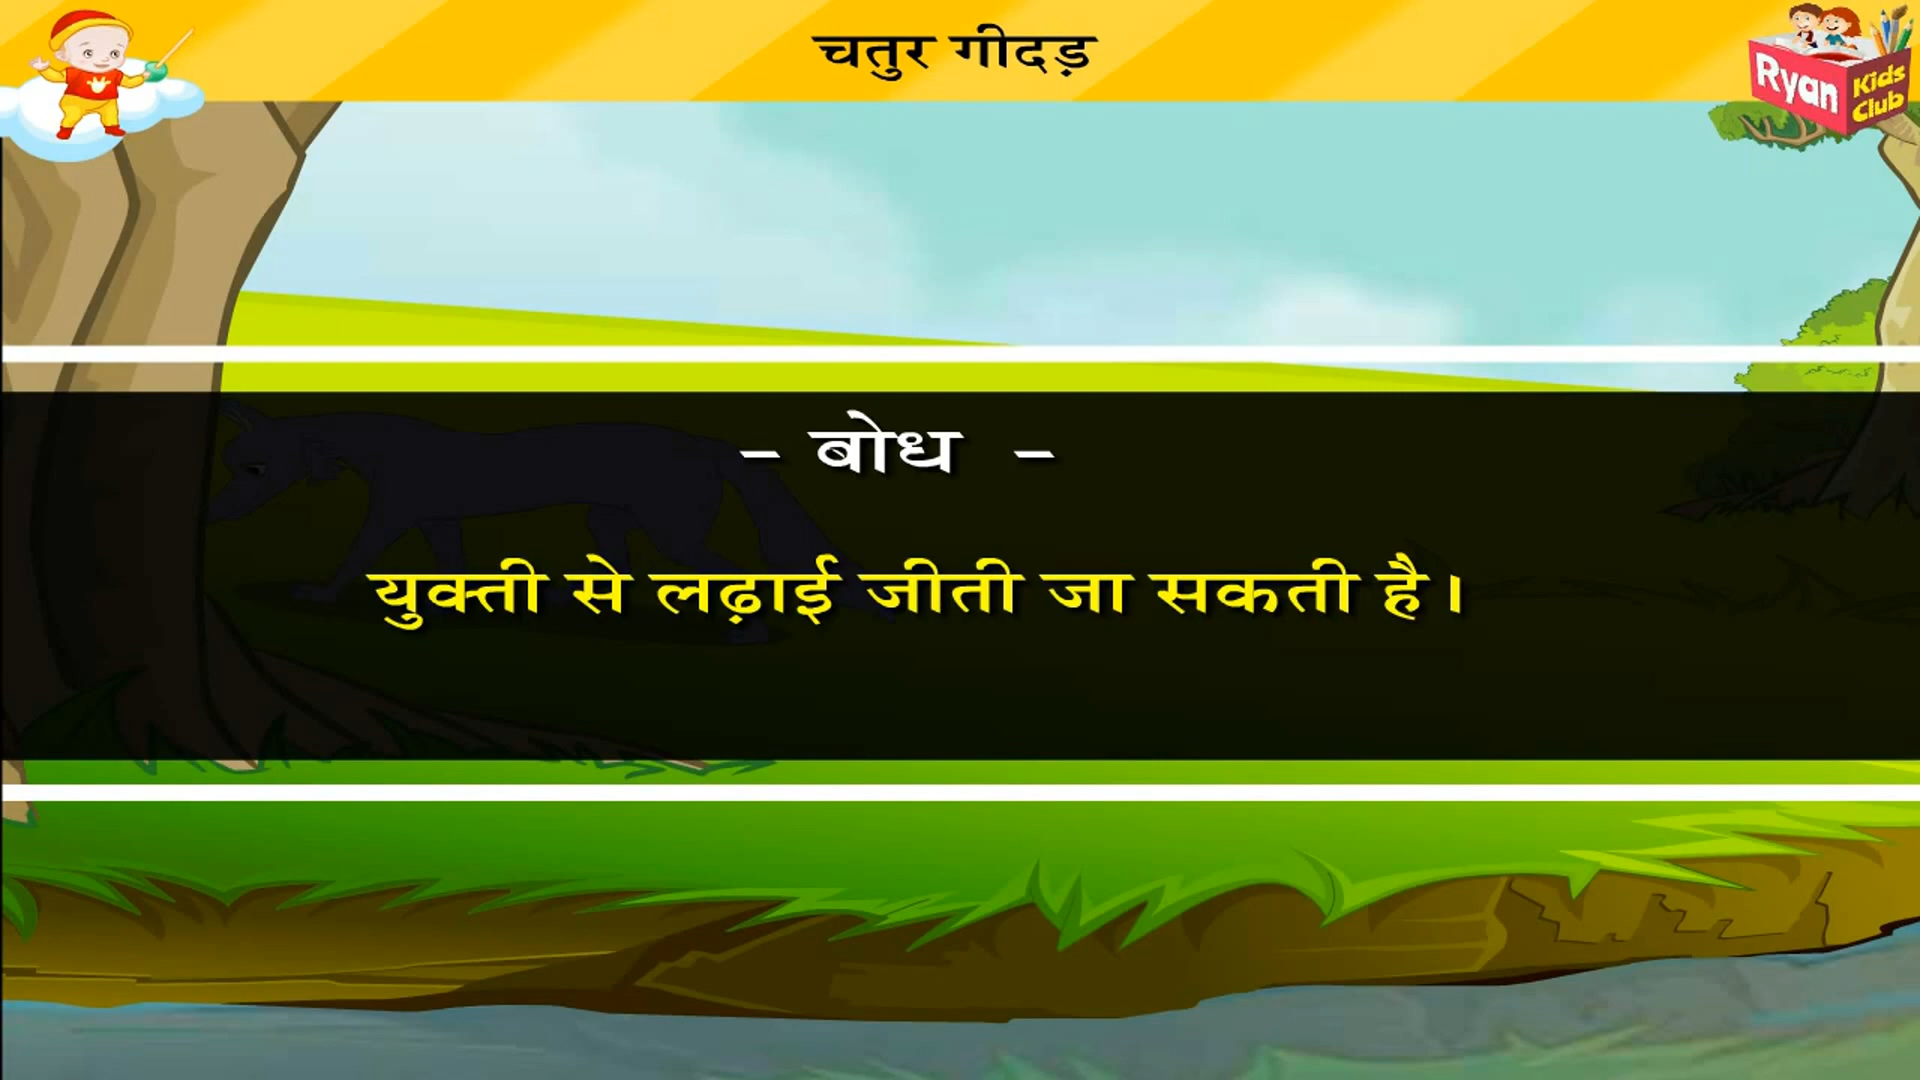 चतुर गीदड़
Ryan
Kids
Club
- बोध -
युक्ती से लढ़ाई जीती जा सकती है।